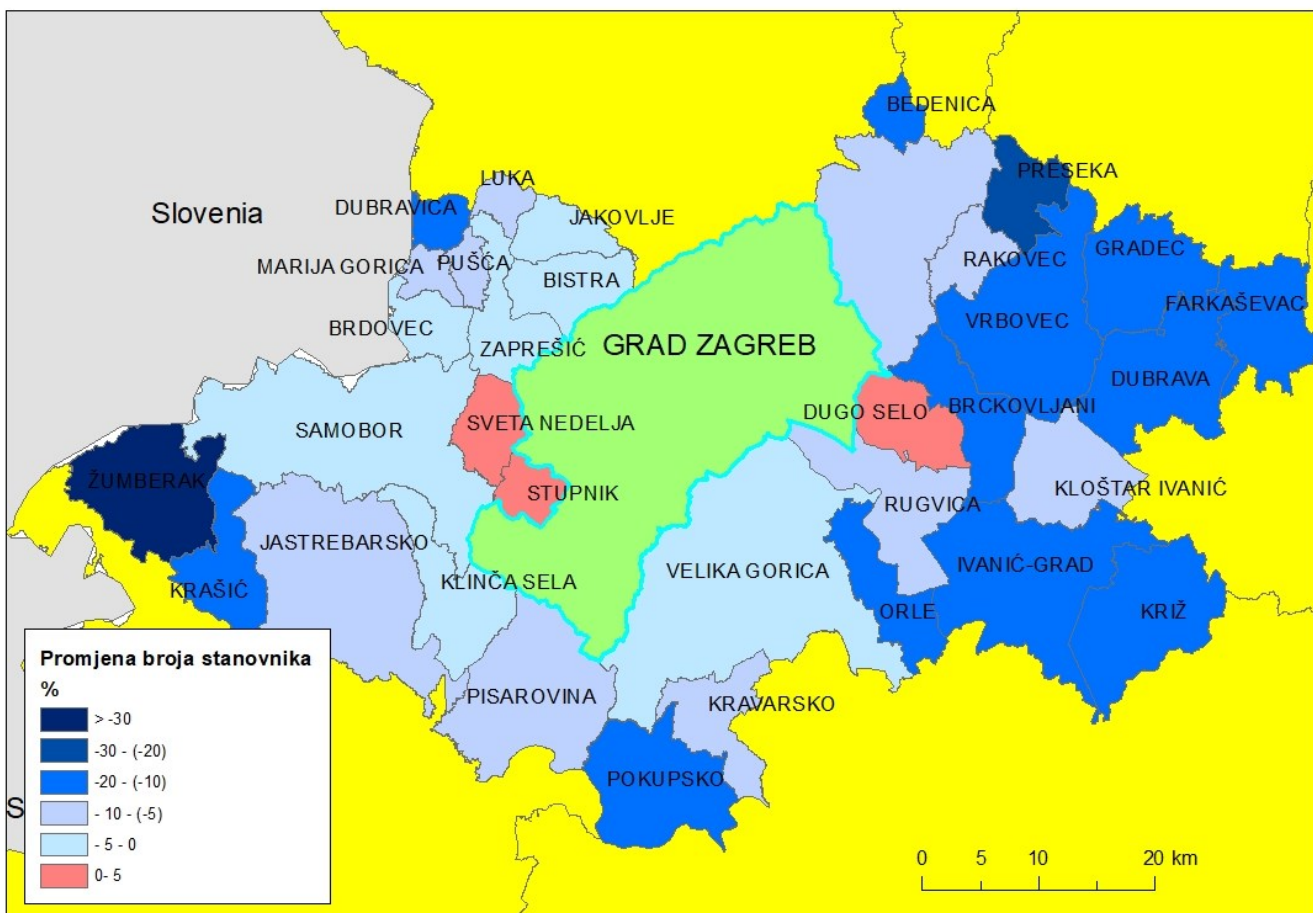 BEDENICA
PRESEKA
LUKA
Slovenia
DUBRAVICA
JAKOVLJE
GRADEC
MARIJA GORICA
PUŠĆA
RAKOVEC
BISTRA
FARKAŠEVAC
BRDOVEC
VRBOVEC
ZAPREŠIĆ
GRAD ZAGREB
DUBRAVA
BRCKOVLJANI
DUGO SELO
SVETA NEDELJA
SAMOBOR
ŽUMBERAK
KLOŠTAR IVANIĆ
STUPNIK
RUGVICA
JASTREBARSKO
IVANIĆ-GRAD
VELIKA GORICA
KLINČA SELA
KRAŠIĆ
ORLE
KRIŽ
PISAROVINA
KRAVARSKO
POKUPSKO
S
Promjena broja stanovnika
%
> -30
-30 - (-20)
-20 - (-10)
- 10 - (-5)
- 5 - 0
0- 5
0 5 10 20 km